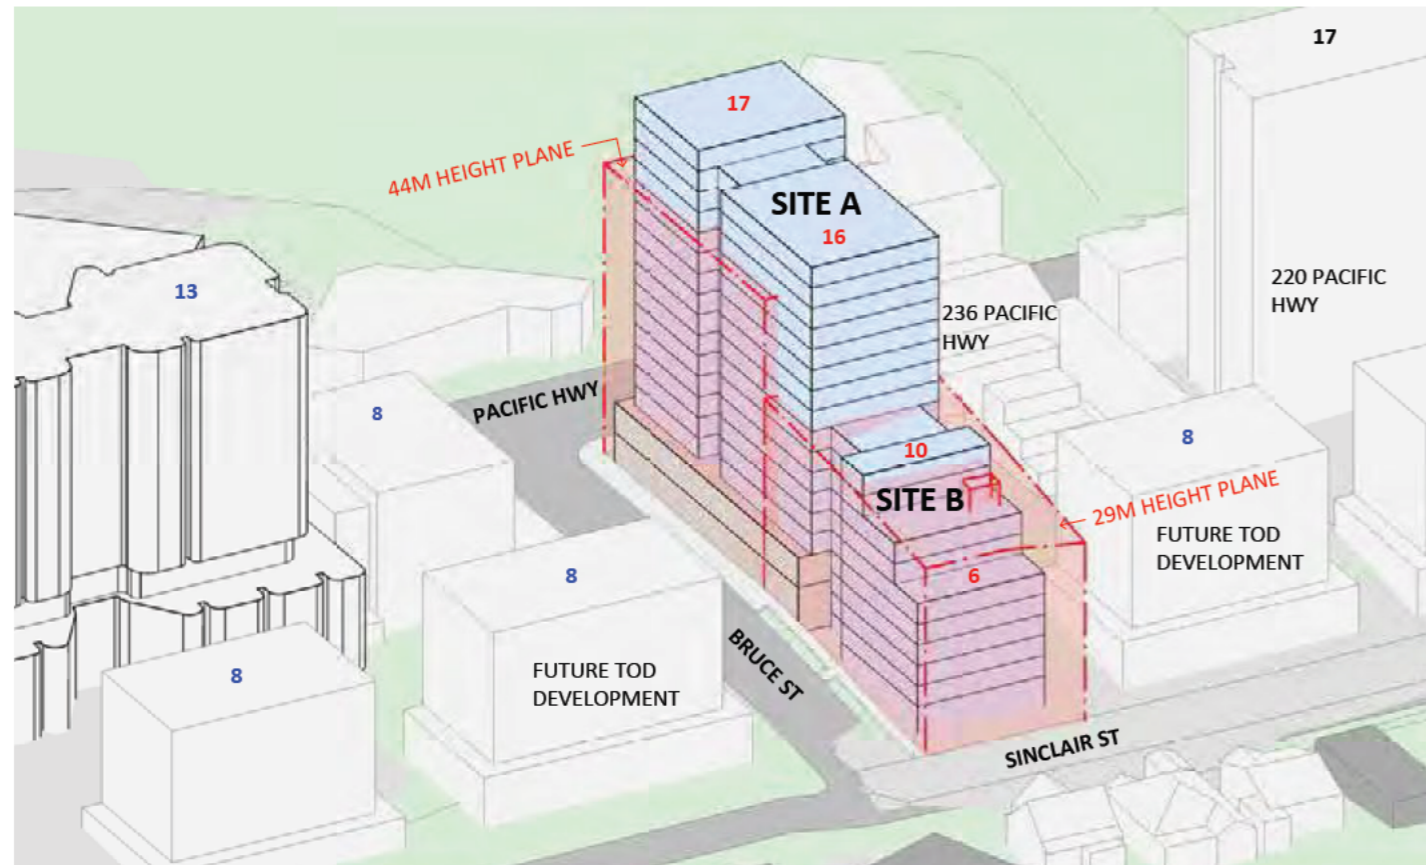 17
17
44M HEIGHT PLANE
SITE A
16
13
220 PACIFIC
HWY
236 PACIFIC
HWY
PACIFIC HWY
8
8
10
SITE B
29M HEIGHT PLANE
FUTURE TOD
DEVELOPMENT
8
6
FUTURE TOD
DEVELOPMENT
BRUCE ST
8
SINCLAIR ST